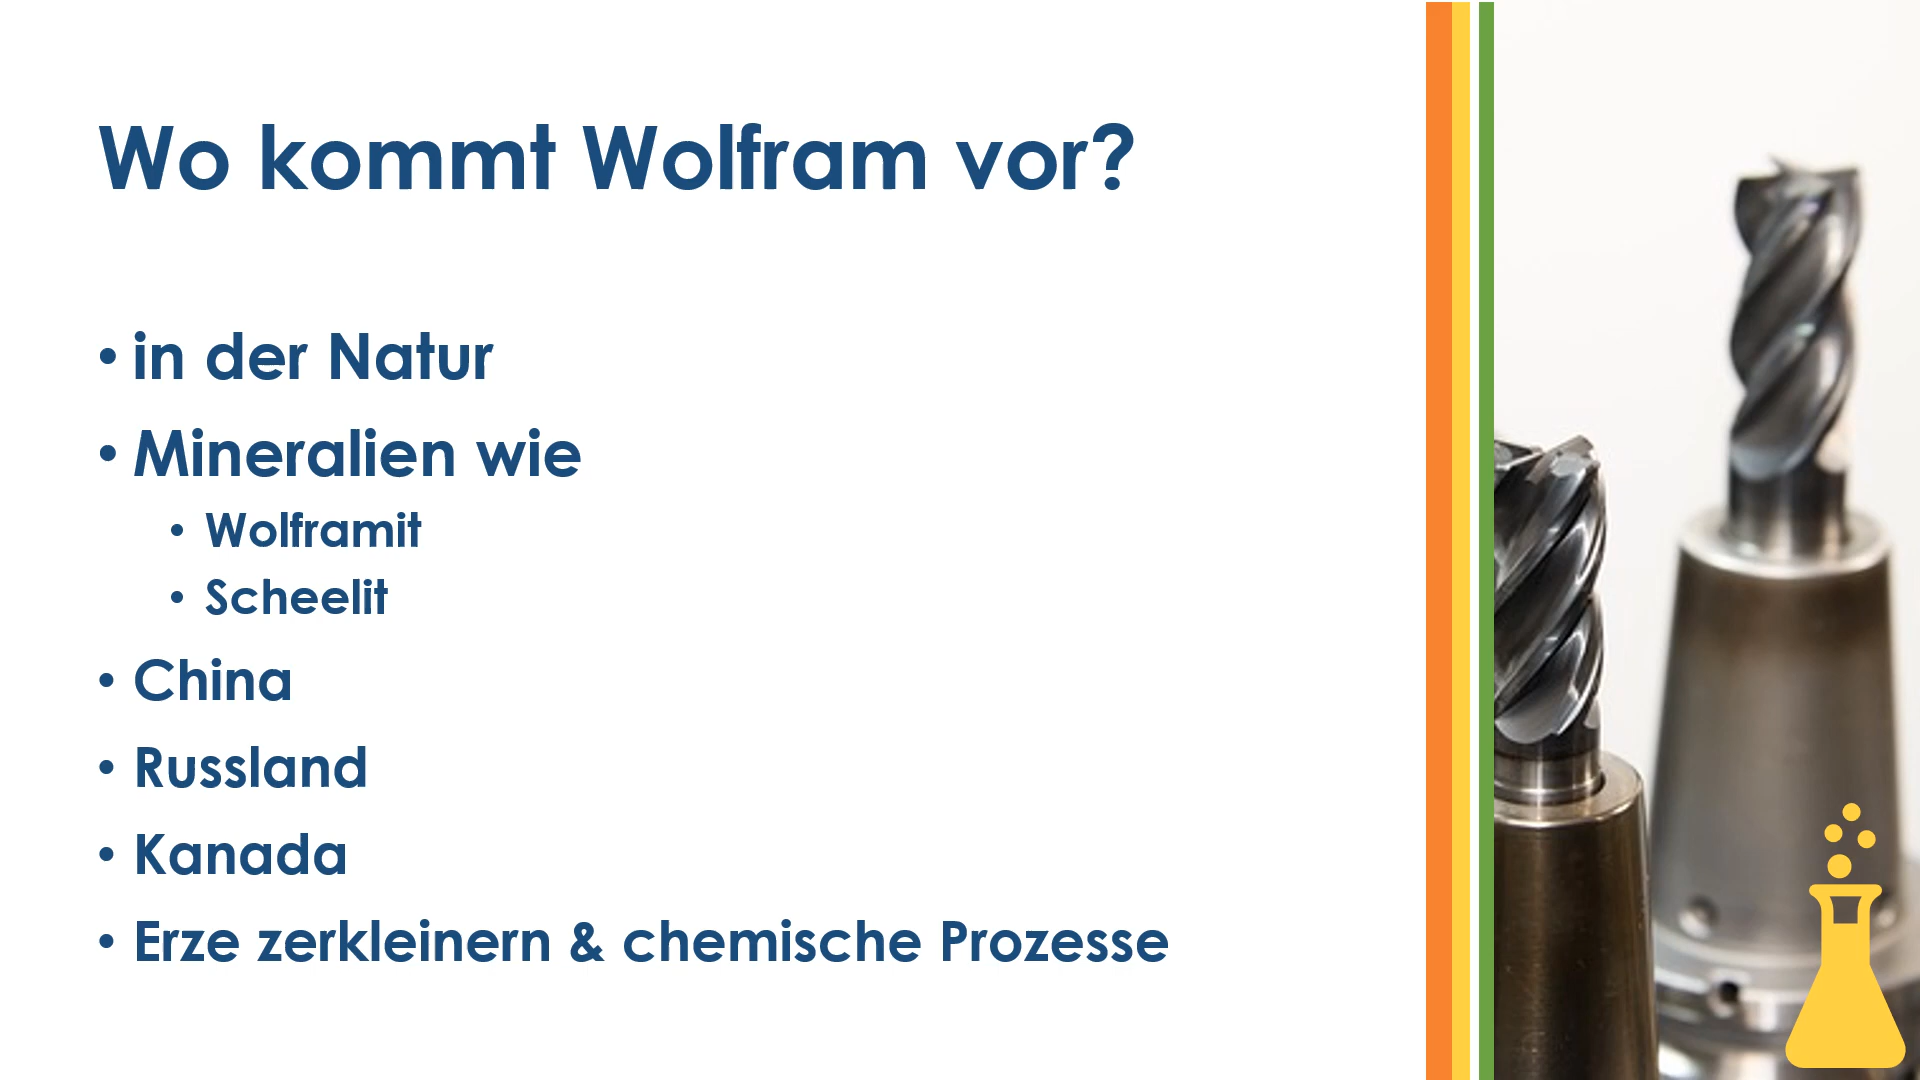 Wo kommt Wolfram vor?
• in der Natur
• Mineralien wie
• Wolframit
• Scheelit
• China
• Russland
• Kanada
• Erze zerkleinern & chemische Prozesse